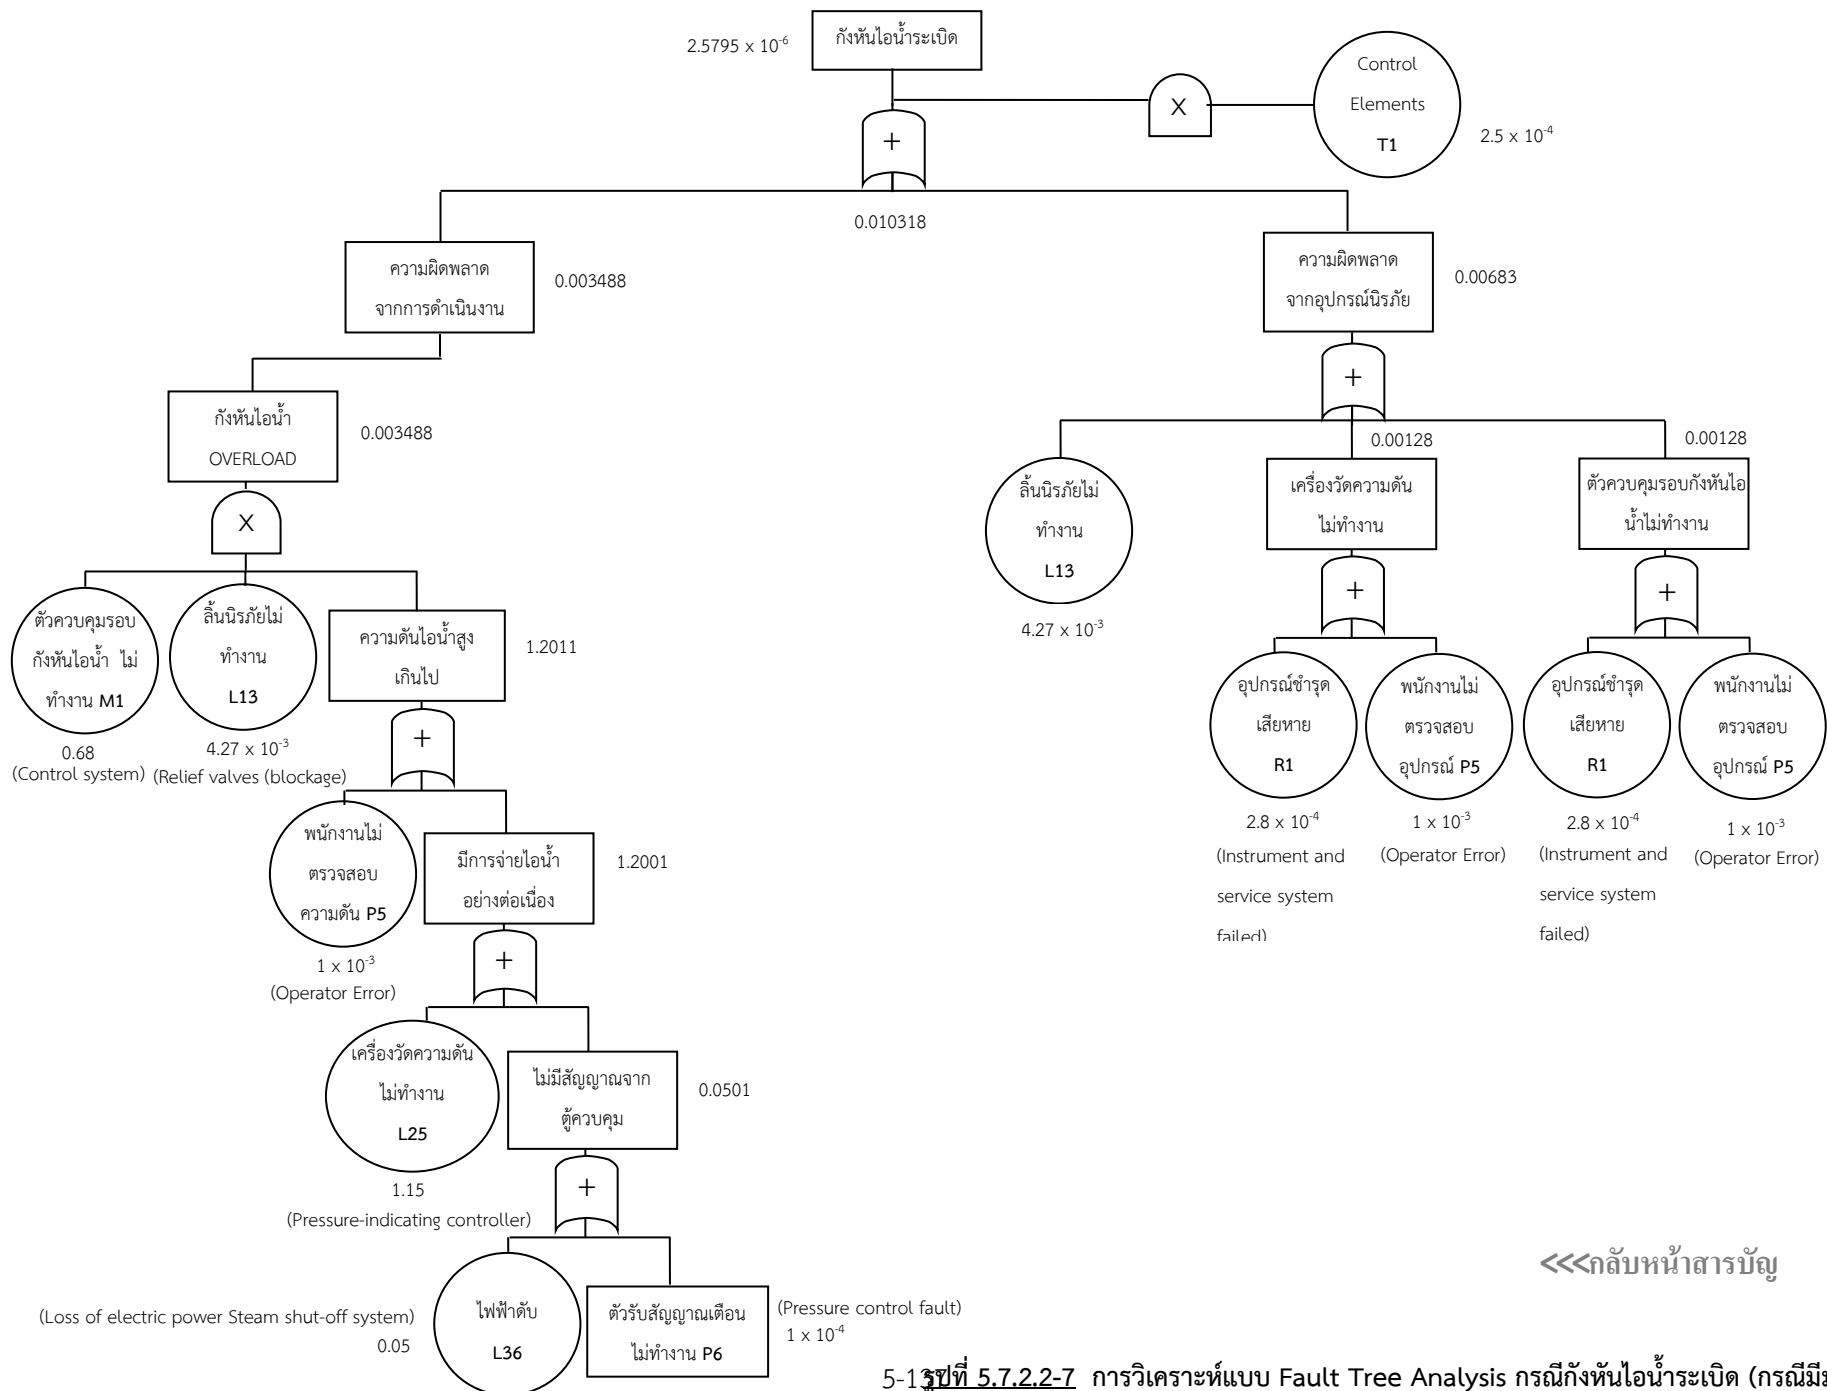 กังหันไอน้ำระเบิด
2.5795 x 10-6
Control
Elements
T1
2.5 x 10-4
X
+
0.010318
ความผิดพลาด
จากการดำเนินงาน
0.003488
ความผิดพลาด
จากอุปกรณ์นิรภัย
0.00683
+
กังหันไอน้ำ
OVERLOAD
0.003488
X
0.00128
0.00128
ลิ้นนิรภัยไม่
ทำงาน
L13
4.27 x 10-3
เครื่องวัดความดัน
ไม่ทำงาน
+
ตัวควบคุมรอบกังหันไอ
น้ำไม่ทำงาน
+
ตัวควบคุมรอบ
กังหันไอน้ำ ไม่
ทำงาน M1
0.68
(Control system)
ลิ้นนิรภัยไม่
ทำงาน
L13
4.27 x 10-3
(Relief valves (blockage)
ความดันไอน้ำสูง
เกินไป
1.2011
+
อุปกรณ์ชำรุด
เสียหาย
R1
2.8 x 10-4
(Instrument and
service system
failed)
พนักงานไม่
ตรวจสอบ
อุปกรณ์ P5
1 x 10-3
(Operator Error)
อุปกรณ์ชำรุด
เสียหาย
R1
2.8 x 10-4
(Instrument and
service system
failed)
พนักงานไม่
ตรวจสอบ
อุปกรณ์ P5
1 x 10-3
(Operator Error)
พนักงานไม่
ตรวจสอบ
ความดัน P5
1 x 10-3
(Operator Error)
มีการจ่ายไอน้ำ
อย่างต่อเนื่อง
1.2001
+
เครื่องวัดความดัน
ไม่ทำงาน
L25
1.15
(Pressure-indicating controller)
ไม่มีสัญญาณจาก
ตู้ควบคุม
0.0501
+
(Loss of electric power Steam shut-off system)
0.05
ไฟฟ้าดับ
L36
ตัวรับสัญญาณเตือน
ไม่ทำงาน P6
(Pressure control fault)
1 x 10-4
<<<กลับหน้าสารบัญ
5-13
รูปที่ 5.7.2.2-7 การวิเคราะห์แบบ Fault Tree Analysis กรณีกังหันไอน้ำระเบิด (กรณีมี